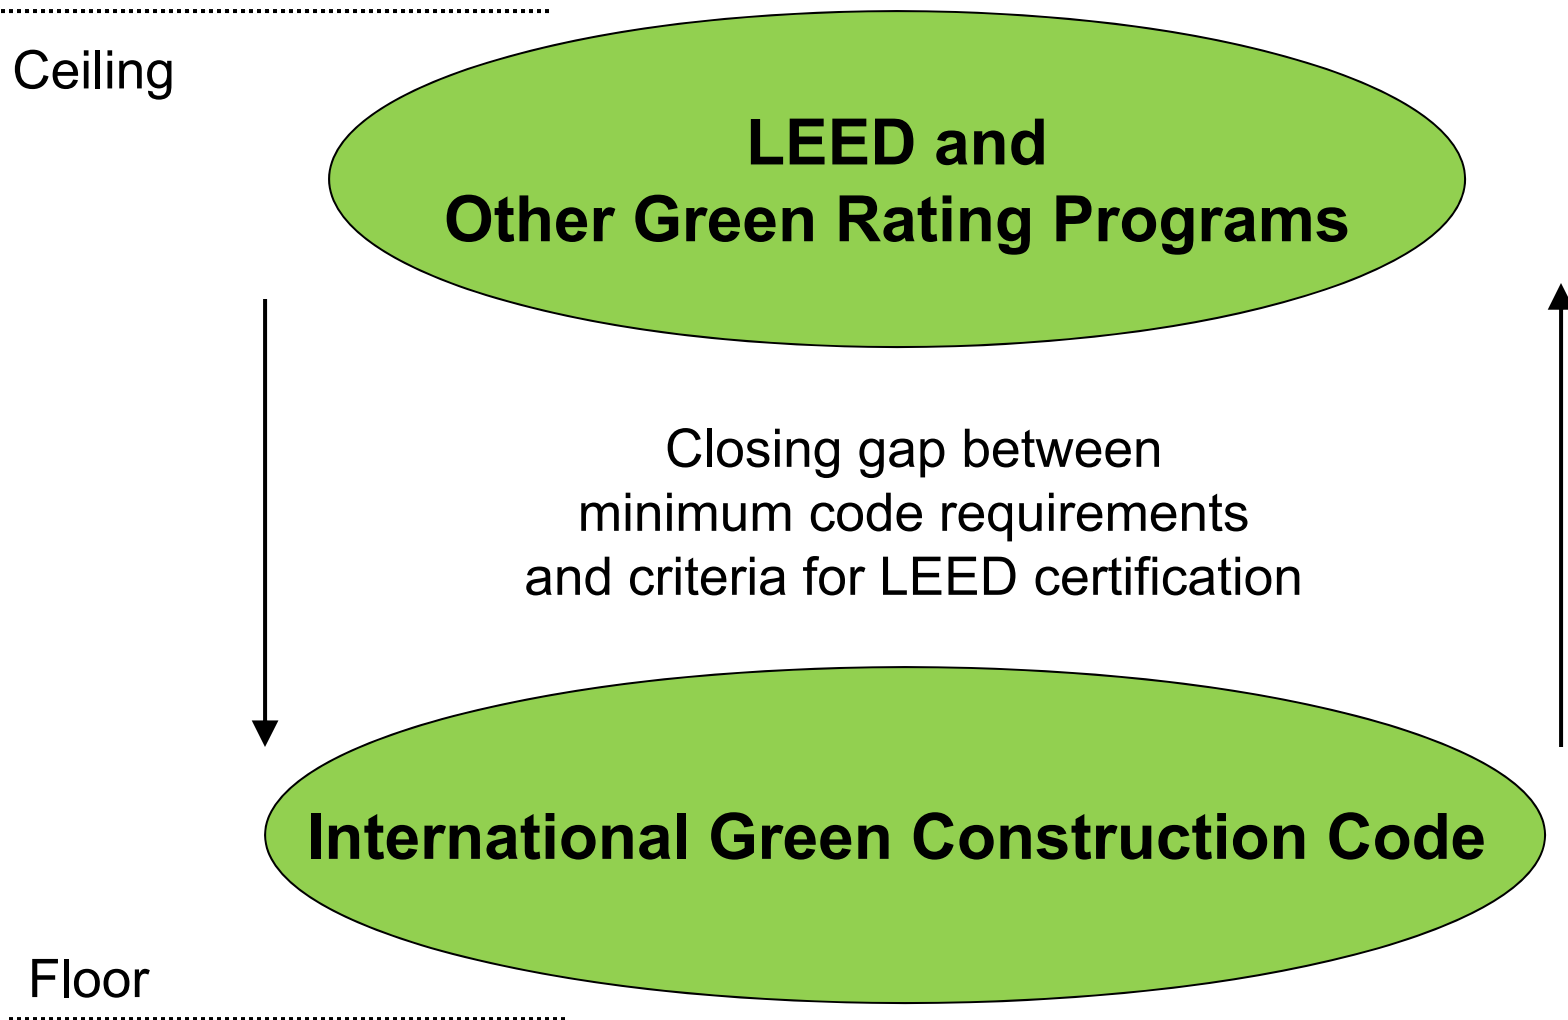 Ceiling
LEED and
Other Green Rating Programs
Closing gap between
minimum code requirements
and criteria for LEED certification
International Green Construction Code
Floor